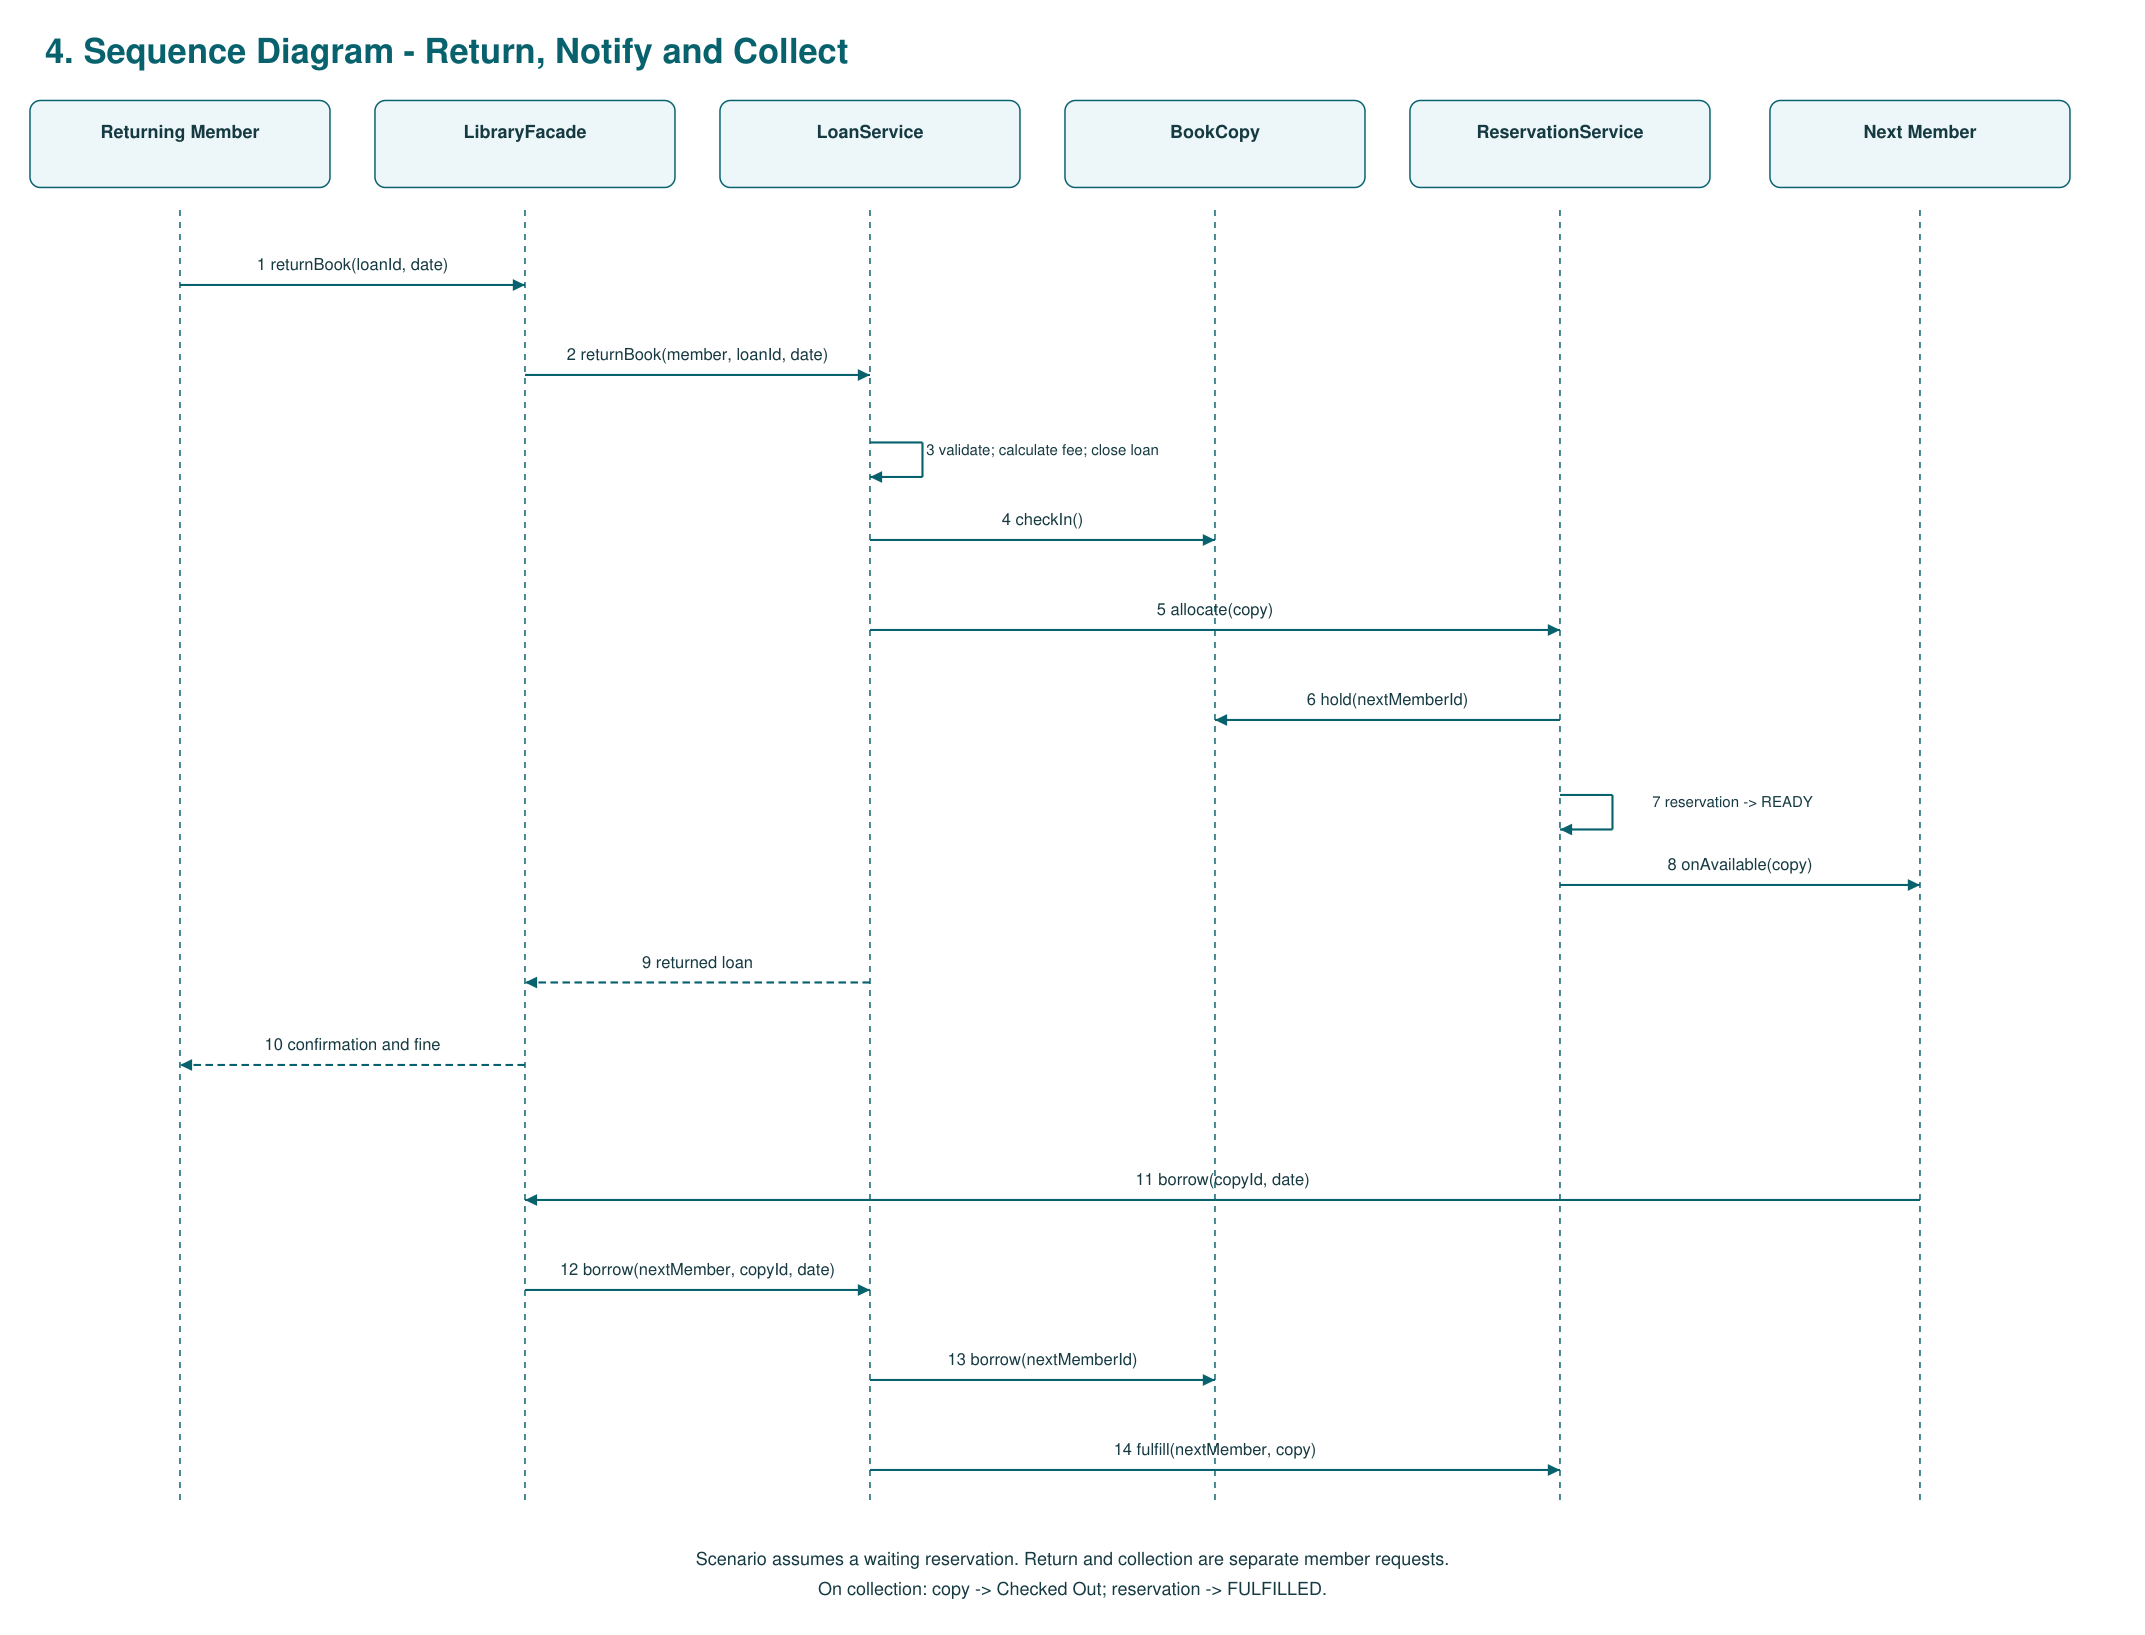 4. Sequence Diagram - Return, Notify and Collect
Returning Member
LibraryFacade
LoanService
BookCopy
ReservationService
Next Member
1 returnBook(loanId, date)
2 returnBook(member, loanId, date)
3 validate; calculate fee; close loan
4 checkIn()
5 allocate(copy)
6 hold(nextMemberId)
7 reservation -> READY
8 onAvailable(copy)
9 returned loan
10 confirmation and fine
11 borrow(copyId, date)
12 borrow(nextMember, copyId, date)
13 borrow(nextMemberId)
14 fulfill(nextMember, copy)
Scenario assumes a waiting reservation. Return and collection are separate member requests.
On collection: copy -> Checked Out; reservation -> FULFILLED.